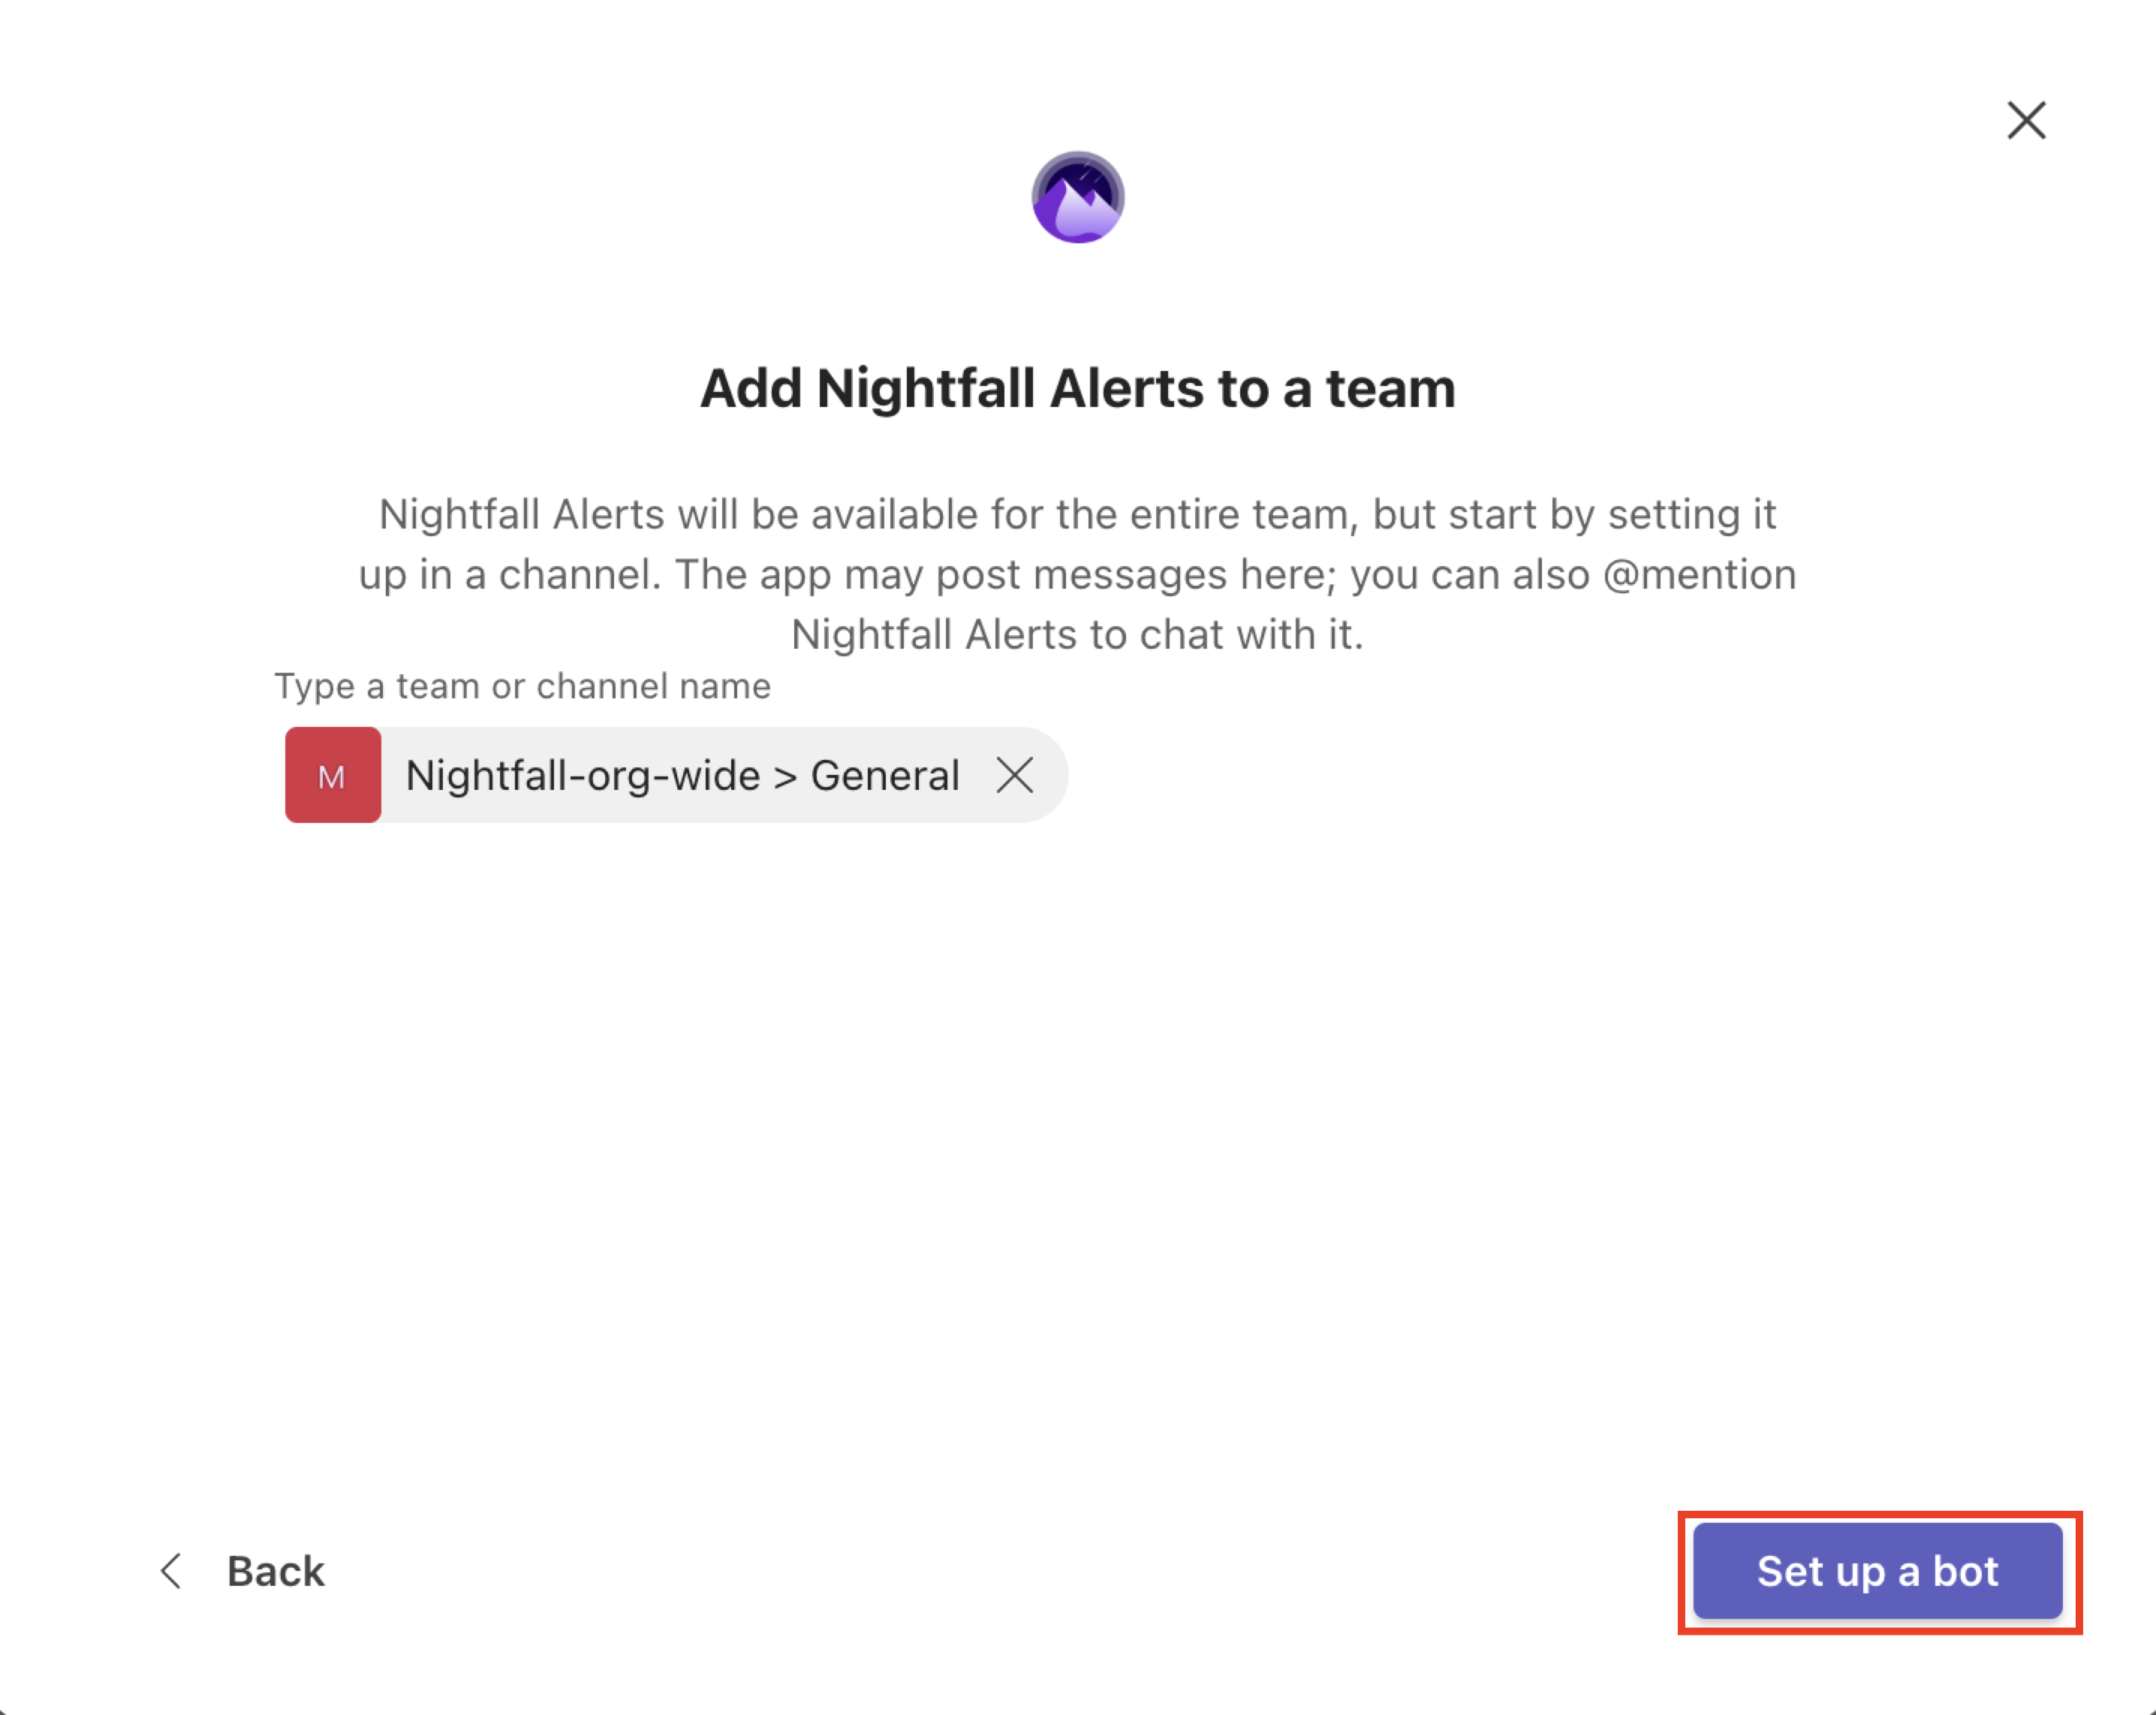 Add Nightfall Alerts to a team
Nightfall Alerts will be available for the entire team, but start by setting it
up in a channel. The app may post messages here; you can also @mention
Nightfall Alerts to chat with it.
Type a team or channel name
M Nightfall-org-wide > General
Back
Set up a bot